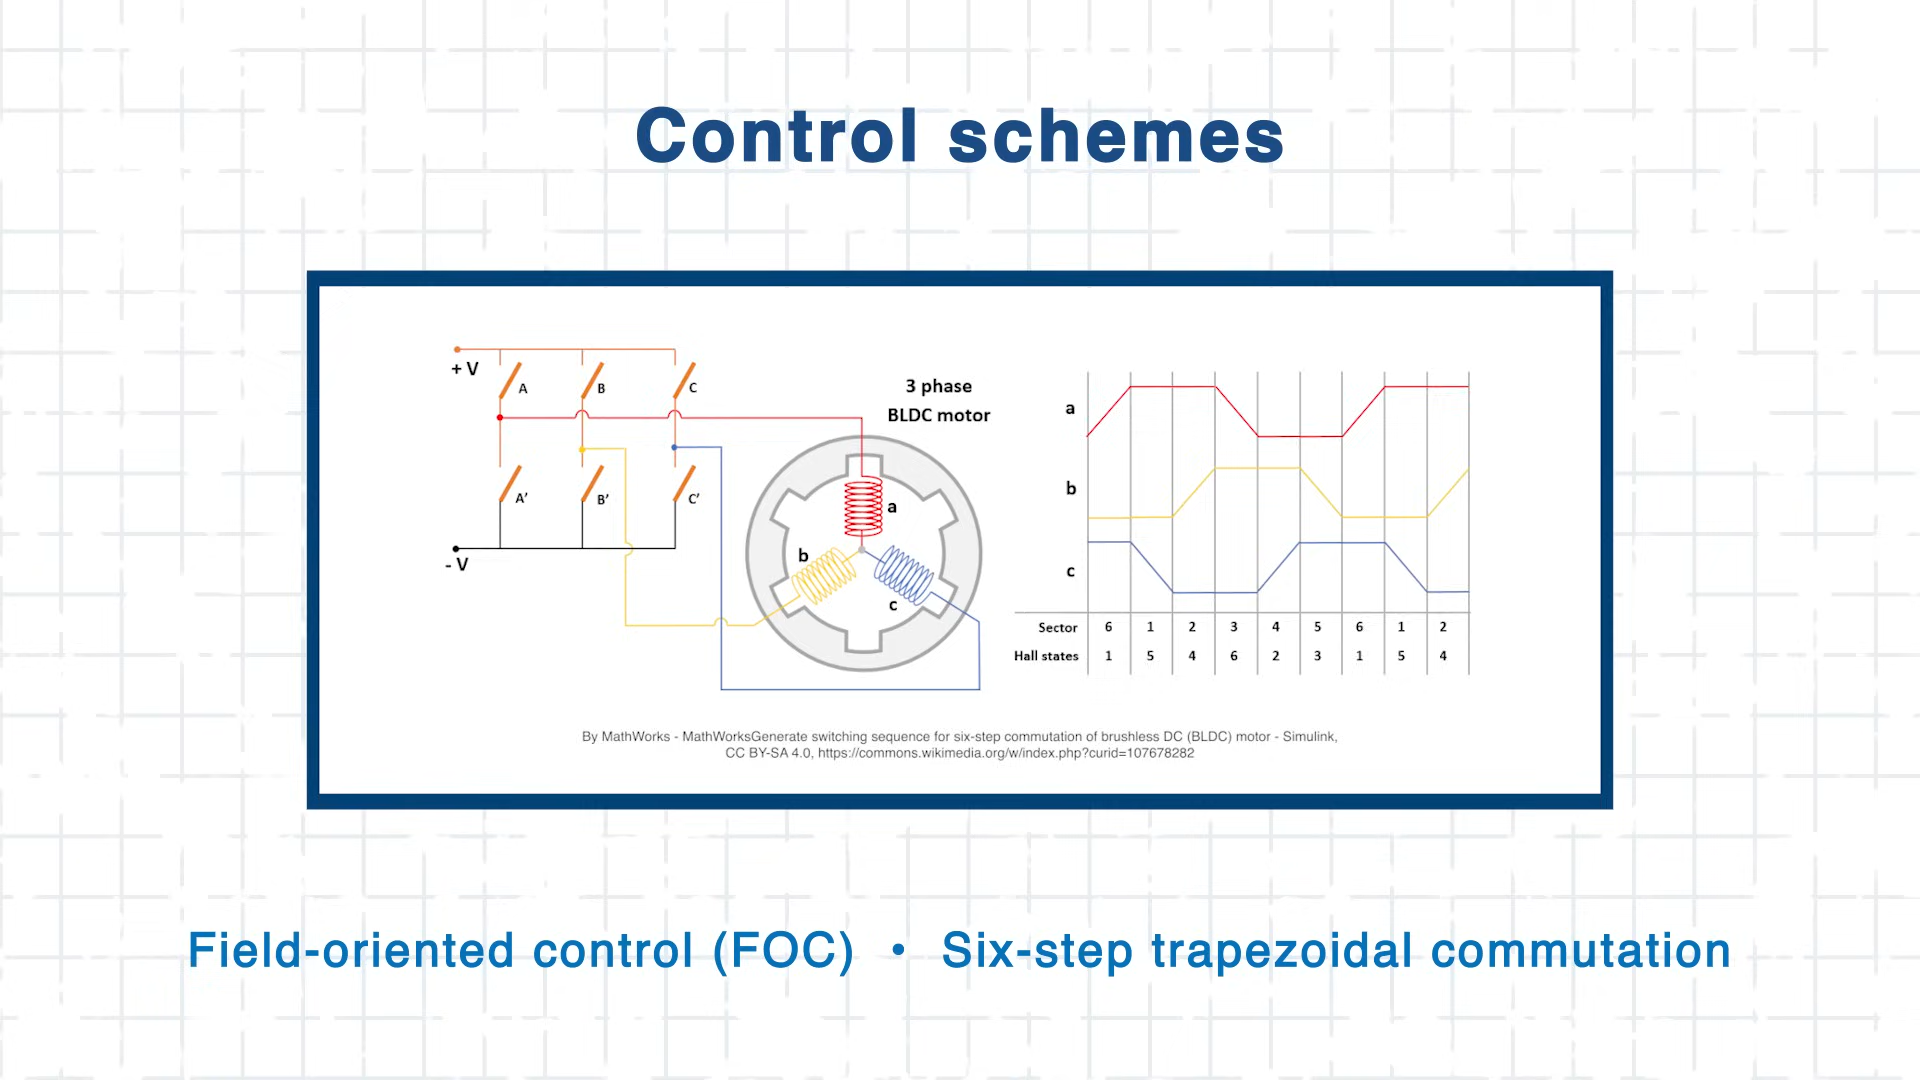 Control schemes
+ V
A
B
C
3 phase
BLDC motor
A’
B’
C’
- V
a
b
c
a
b
c
Sector 6 1 2 3 4 5 6 1 2
Hall states 1 5 4 6 2 3 1 5 4
By MathWorks - MathWorksGenerate switching sequence for six-step commutation of brushless DC (BLDC) motor - Simulink,
CC BY-SA 4.0, https://commons.wikimedia.org/w/index.php?curid=107678282
Field-oriented control (FOC) • Six-step trapezoidal commutation